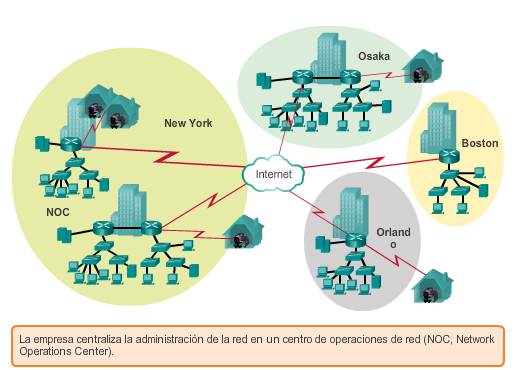 Osaka
New York
Boston
Internet
NOC
Orland
o
La empresa centraliza la administración de la red en un centro de operaciones de red (NOC, Network
Operations Center).